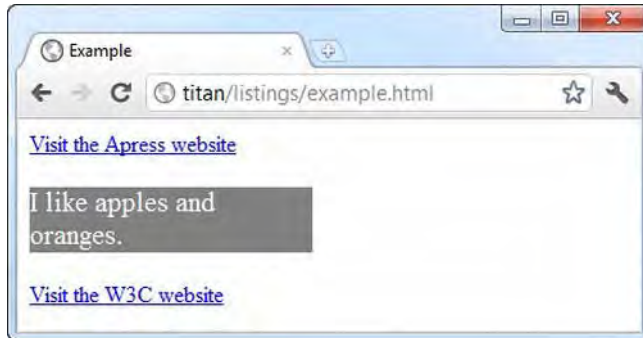 Example
titan/listings/example.html
Visit the Apress website
I like apples and
oranges.
Visit the W3C website